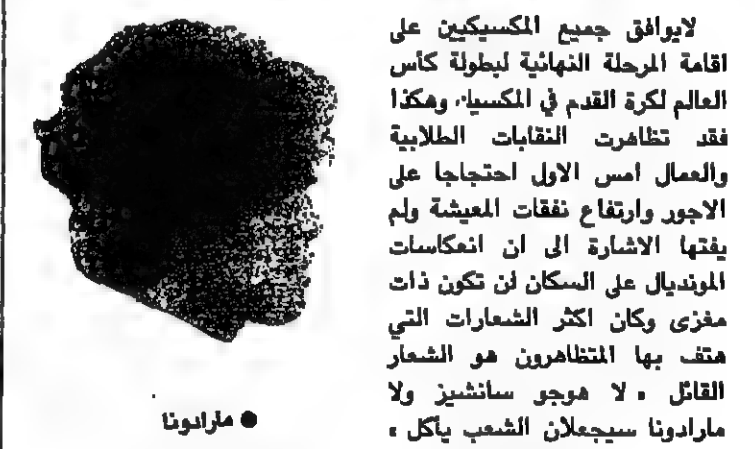 لايوافق جميع المكسيكيين على
اقامة المرحلة النهائية لبطولة كأس
العالم لكرة القدم في المكسيك، وهكذا
فقد تظاهرت النقابات الطلابية
والعمال امس الاول احتجاجا على
الاجور وارتفاع نفقات المعيشة ولم
يفتها الاشارة الى ان انعكاسات
المونديال على السكان لن تكون ذات
مغزى وكان اكثر الشعارات التي
هتف بها المتظاهرون هو الشعار
القائل « لا هوجو سانشيز ولا
مارادونا سيجعلان الشعب يأكل »
● مارادونا